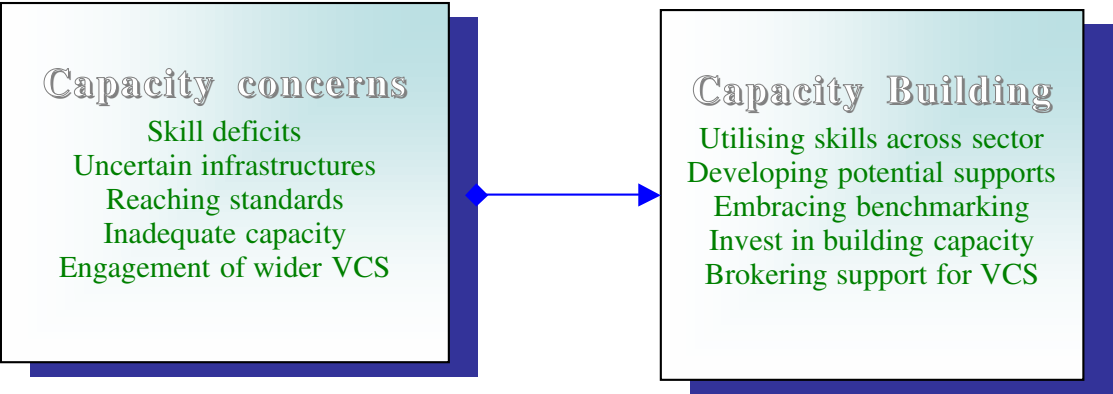 Capacity concerns
Skill deficits
Uncertain infrastructures
Reaching standards
Inadequate capacity
Engagement of wider VCS
Capacity Building
Utilising skills across sector
Developing potential supports
Embracing benchmarking
Invest in building capacity
Brokering support for VCS